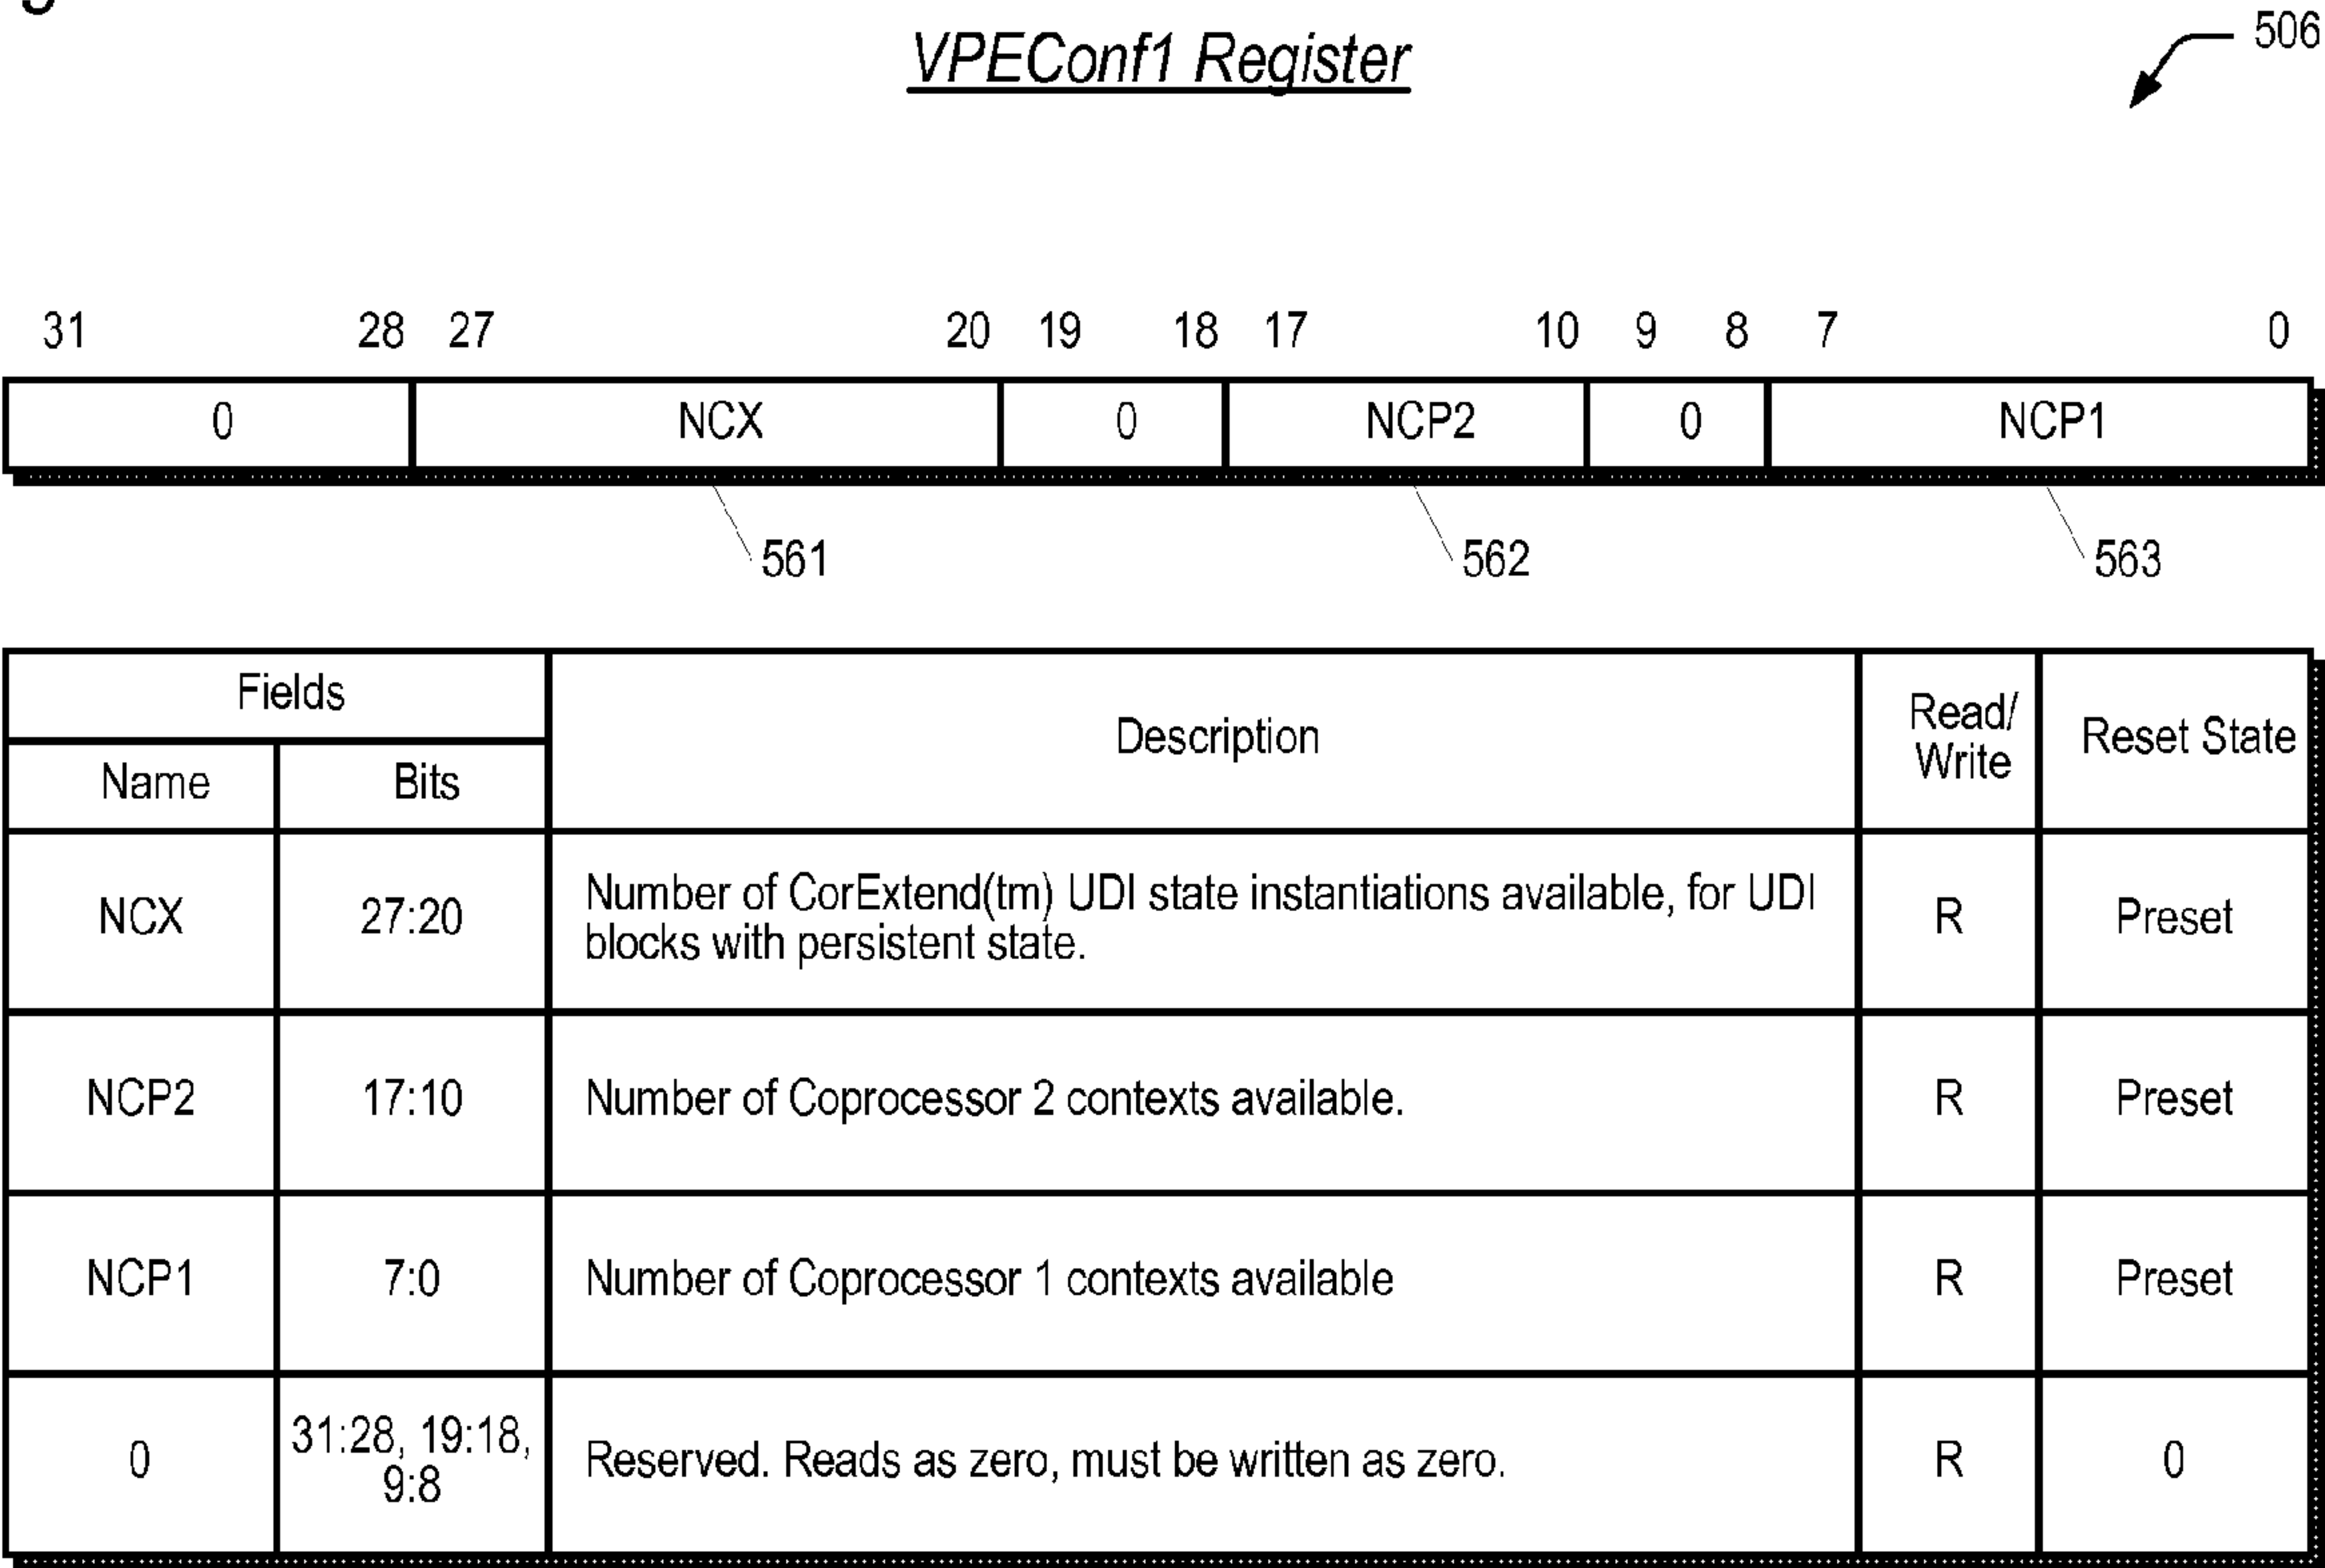 VPEConf1 Register
506
31 28 27 20 19 18 17 10 9 8 7 0
0 NCX 0 NCP2 0 NCP1
561 562 563
Fields Description Read/ Write Reset State
Name Bits
NCX 27:20 Number of CorExtend(tm) UDI state instantiations available, for UDI
blocks with persistent state. R Preset
NCP2 17:10 Number of Coprocessor 2 contexts available. R Preset
NCP1 7:0 Number of Coprocessor 1 contexts available R Preset
0 31:28, 19:18,
9:8 Reserved. Reads as zero, must be written as zero. R 0